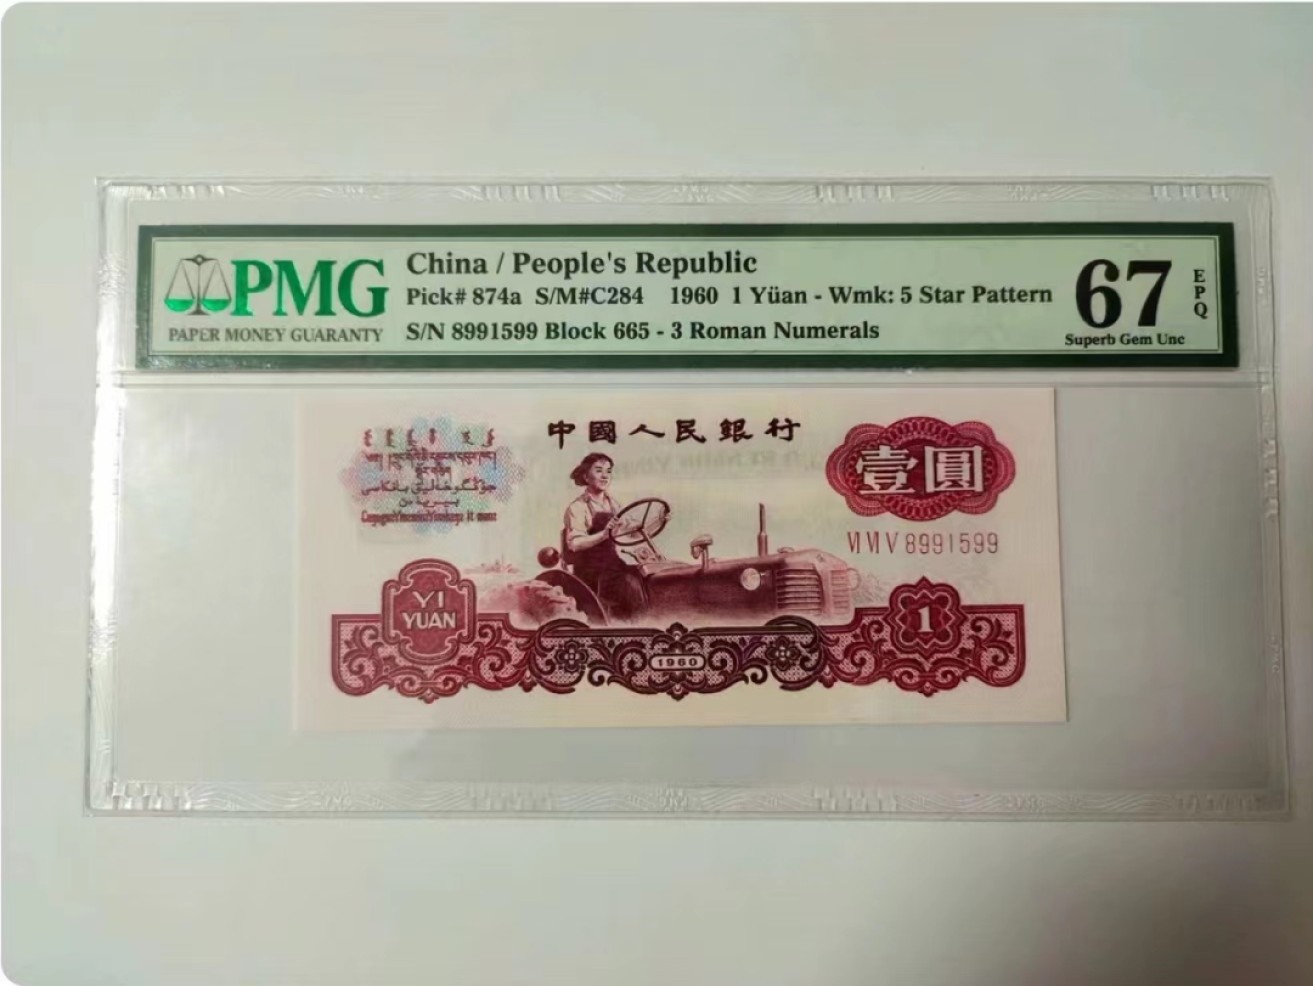 PMG
PAPER MONEY GUARANTY
China / People's Republic
Pick# 874a S/M#C284 1960 1 Yüan - Wmk: 5 Star Pattern
S/N 8991599 Block 665 - 3 Roman Numerals
67
EPQ
Superb Gem Unc
中國人民銀行
壹圓
VI VI V 8991599
YI
YUAN
1
1960